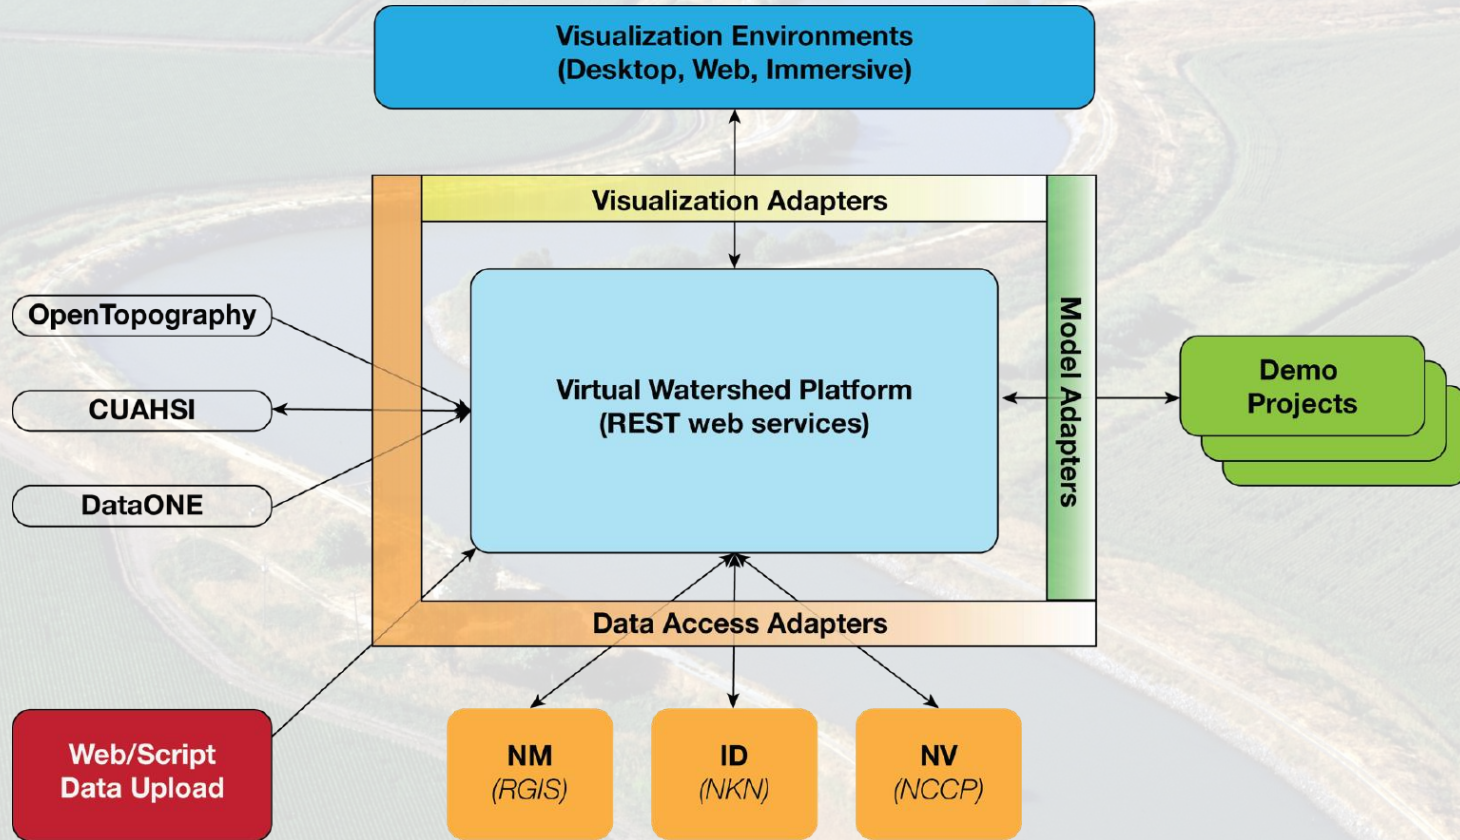 Visualization Environments
(Desktop, Web, Immersive)
Visualization Adapters
OpenTopography
CUAHSI
DataONE
Virtual Watershed Platform
(REST web services)
Model Adapters
Demo
Projects
Data Access Adapters
Web/Script
Data Upload
NM
(RGIS)
ID
(NKN)
NV
(NCCP)